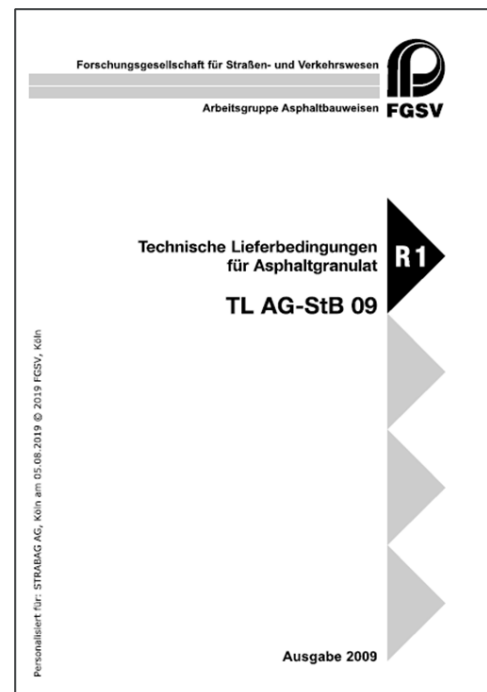 Forschungsgesellschaft für Straßen- und Verkehrswesen
Arbeitsgruppe Asphaltbauweisen
FGSV
Technische Lieferbedingungen
für Asphaltgranulat
R1
TL AG-StB 09
Personalisiert für: STRABAG AG, Köln am 05.08.2019 © 2019 FGSV, Köln
Ausgabe 2009